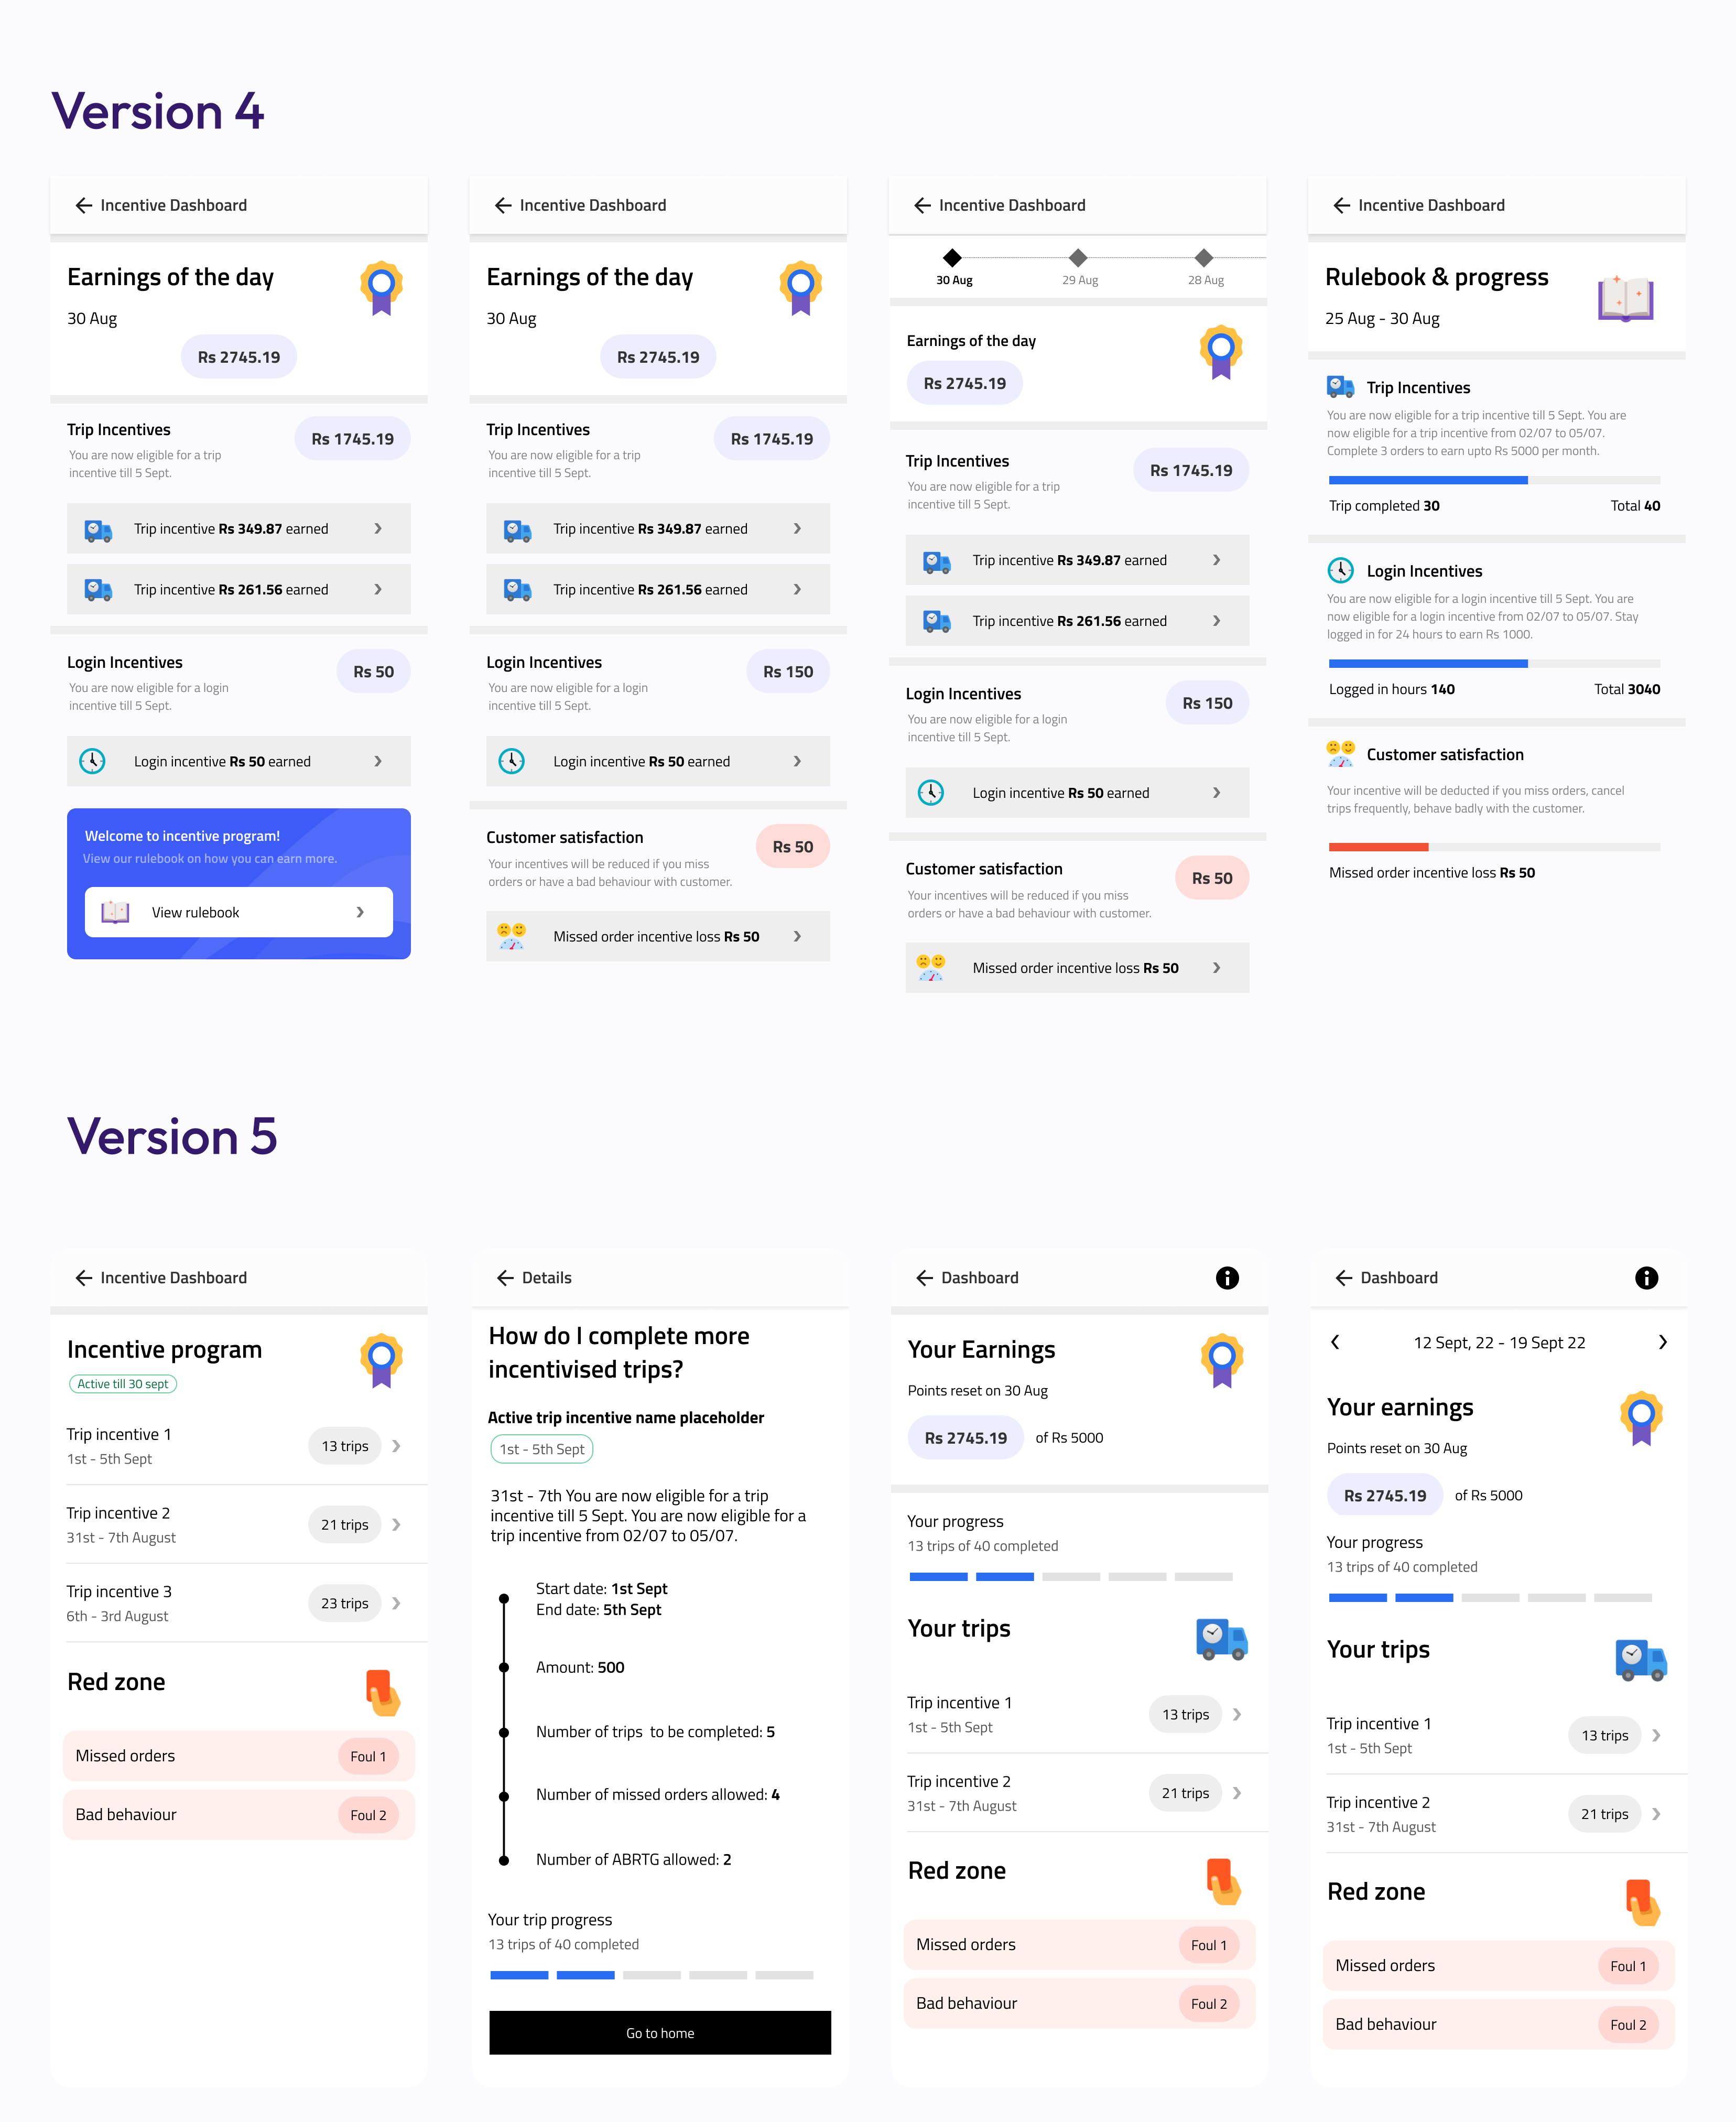 Version 4
Incentive Dashboard
Earnings of the day
30 Aug
Rs 2745.19
Trip Incentives
Rs 1745.19
You are now eligible for a trip
incentive till 5 Sept.
Trip incentive Rs 349.87 earned
Trip incentive Rs 261.56 earned
Login Incentives
Rs 50
You are now eligible for a login
incentive till 5 Sept.
Login incentive Rs 50 earned
Welcome to incentive program!
View our rulebook on how you can earn more.
View rulebook
Incentive Dashboard
Earnings of the day
30 Aug
Rs 2745.19
Trip Incentives
Rs 1745.19
You are now eligible for a trip
incentive till 5 Sept.
Trip incentive Rs 349.87 earned
Trip incentive Rs 261.56 earned
Login Incentives
Rs 150
You are now eligible for a login
incentive till 5 Sept.
Login incentive Rs 50 earned
Customer satisfaction
Rs 50
Your incentives will be reduced if you miss
orders or have a bad behaviour with customer.
Missed order incentive loss Rs 50
Incentive Dashboard
30 Aug 29 Aug 28 Aug
Earnings of the day
Rs 2745.19
Trip Incentives
Rs 1745.19
You are now eligible for a trip
incentive till 5 Sept.
Trip incentive Rs 349.87 earned
Trip incentive Rs 261.56 earned
Login Incentives
Rs 150
You are now eligible for a login
incentive till 5 Sept.
Login incentive Rs 50 earned
Customer satisfaction
Rs 50
Your incentives will be reduced if you miss
orders or have a bad behaviour with customer.
Missed order incentive loss Rs 50
Incentive Dashboard
Rulebook & progress
25 Aug - 30 Aug
Trip Incentives
You are now eligible for a trip incentive till 5 Sept. You are
now eligible for a trip incentive from 02/07 to 05/07.
Complete 3 orders to earn upto Rs 5000 per month.
Trip completed 30 Total 40
Login Incentives
You are now eligible for a login incentive till 5 Sept. You are
now eligible for a login incentive from 02/07 to 05/07. Stay
logged in for 24 hours to earn Rs 1000.
Logged in hours 140 Total 3040
Customer satisfaction
Your incentive will be deducted if you miss orders, cancel
trips frequently, behave badly with the customer.
Missed order incentive loss Rs 50
Version 5
Incentive Dashboard
Incentive program
Active till 30 sept
Trip incentive 1
1st - 5th Sept
13 trips
Trip incentive 2
31st - 7th August
21 trips
Trip incentive 3
6th - 3rd August
23 trips
Red zone
Missed orders Foul 1
Bad behaviour Foul 2
Details
How do I complete more
incentivised trips?
Active trip incentive name placeholder
1st - 5th Sept
31st - 7th You are now eligible for a trip
incentive till 5 Sept. You are now eligible for a
trip incentive from 02/07 to 05/07.
Start date: 1st Sept
End date: 5th Sept
Amount: 500
Number of trips to be completed: 5
Number of missed orders allowed: 4
Number of ABRTG allowed: 2
Your trip progress
13 trips of 40 completed
Go to home
Dashboard
Your Earnings
Points reset on 30 Aug
Rs 2745.19 of Rs 5000
Your progress
13 trips of 40 completed
Your trips
Trip incentive 1
1st - 5th Sept
13 trips
Trip incentive 2
31st - 7th August
21 trips
Red zone
Missed orders Foul 1
Bad behaviour Foul 2
Dashboard
12 Sept, 22 - 19 Sept 22
Your earnings
Points reset on 30 Aug
Rs 2745.19 of Rs 5000
Your progress
13 trips of 40 completed
Your trips
Trip incentive 1
1st - 5th Sept
13 trips
Trip incentive 2
31st - 7th August
21 trips
Red zone
Missed orders Foul 1
Bad behaviour Foul 2